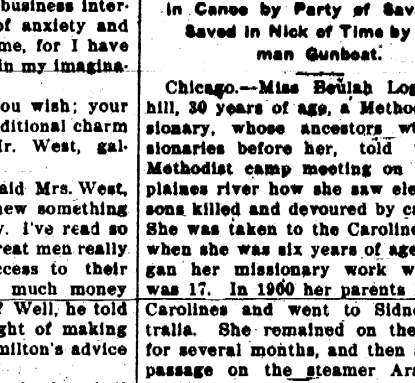 business inter-
of anxiety and
me, for I have
in my imagina-
ou wish; your
ditional charm
Mr. West, gal-
aid Mrs. West,
new something
y. I've read so
reat men really
ccess to their
much money
? Well, he told
ght of making
milton's advice
in Canoe by Party of Sav
Saved in Nick of Time by
man Gunboat.
Chicago.—Miss Beulah Log
hill, 30 years of age, a Metho
sionary, whose ancestors w
sionaries before her, told
Methodist camp meeting on
plaines river how she saw ele
sons killed and devoured by c
She was taken to the Caroline
when she was six years of age
gan her missionary work w
was 17. In 1900 her parents
Carolines and went to Sidn
tralia. She remained on the
for several months, and then
passage on the steamer Ar